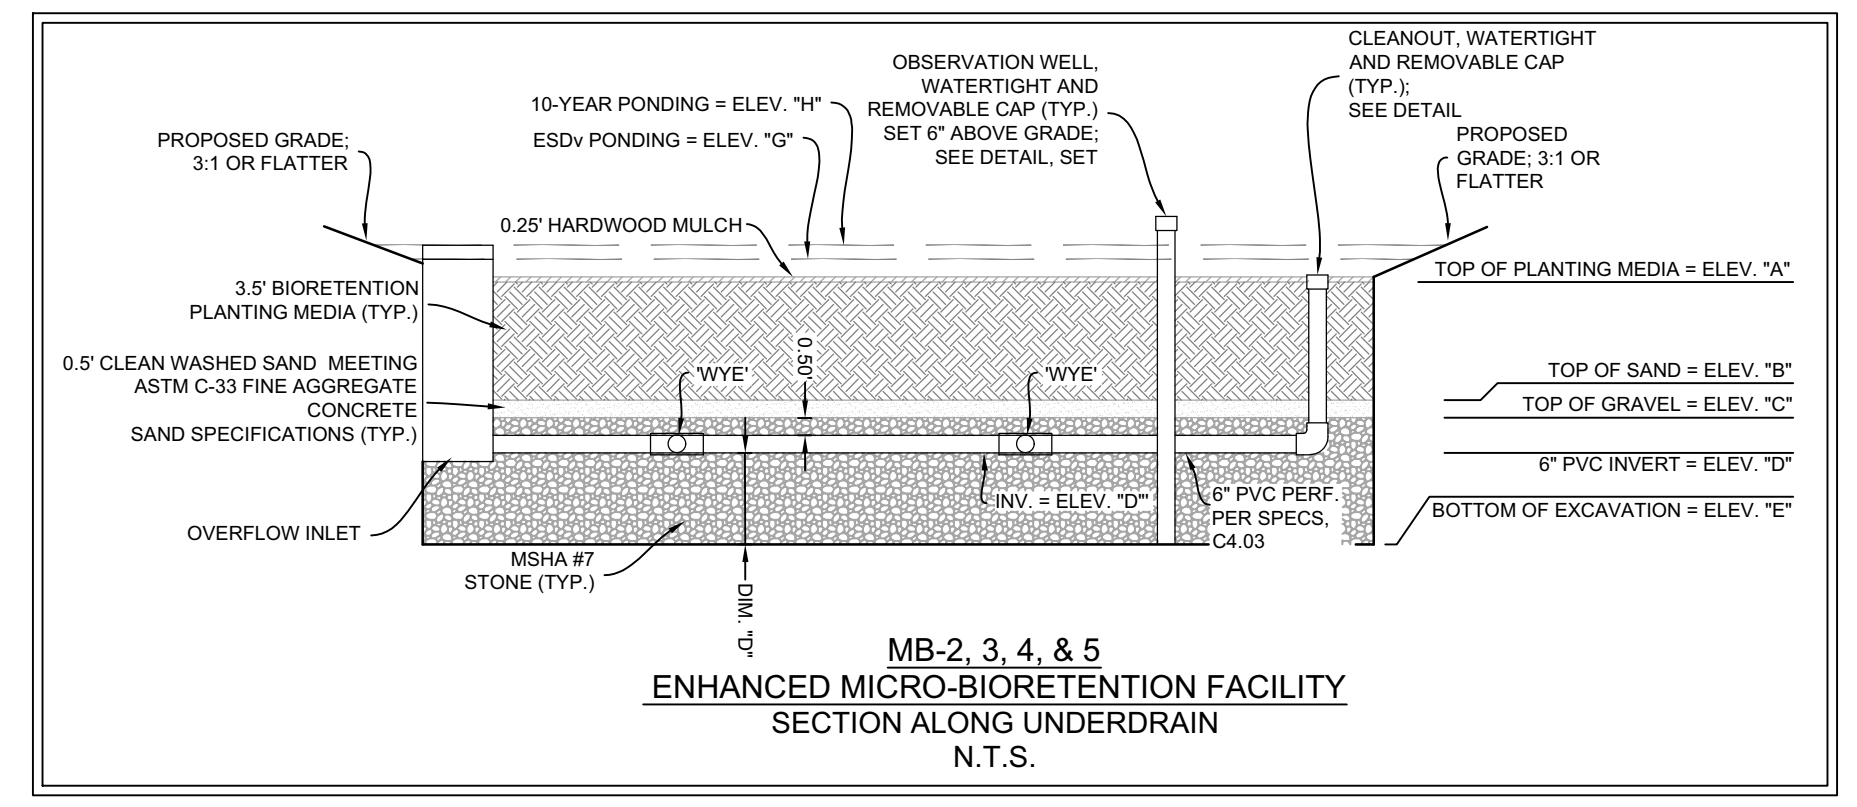 PROPOSED GRADE;
3:1 OR FLATTER
10-YEAR PONDING = ELEV. "H"
ESDv PONDING = ELEV. "G"
0.25' HARDWOOD MULCH
OBSERVATION WELL,
WATERTIGHT AND
REMOVABLE CAP (TYP.)
SET 6" ABOVE GRADE;
SEE DETAIL, SET
CLEANOUT, WATERTIGHT
AND REMOVABLE CAP
(TYP.);
SEE DETAIL
PROPOSED
GRADE; 3:1 OR
FLATTER
3.5' BIORETENTION
PLANTING MEDIA (TYP.)
0.5' CLEAN WASHED SAND MEETING
ASTM C-33 FINE AGGREGATE
CONCRETE
SAND SPECIFICATIONS (TYP.)
OVERFLOW INLET
MSHA #7
STONE (TYP.)
'WYE'
0.50'
'WYE'
DIM. "D"
INV. = ELEV. "D"'
6" PVC PERF.
PER SPECS,
C4.03
TOP OF PLANTING MEDIA = ELEV. "A"
TOP OF SAND = ELEV. "B"
TOP OF GRAVEL = ELEV. "C"
6" PVC INVERT = ELEV. "D"
BOTTOM OF EXCAVATION = ELEV. "E"
MB-2, 3, 4, & 5
ENHANCED MICRO-BIORETENTION FACILITY
SECTION ALONG UNDERDRAIN
N.T.S.